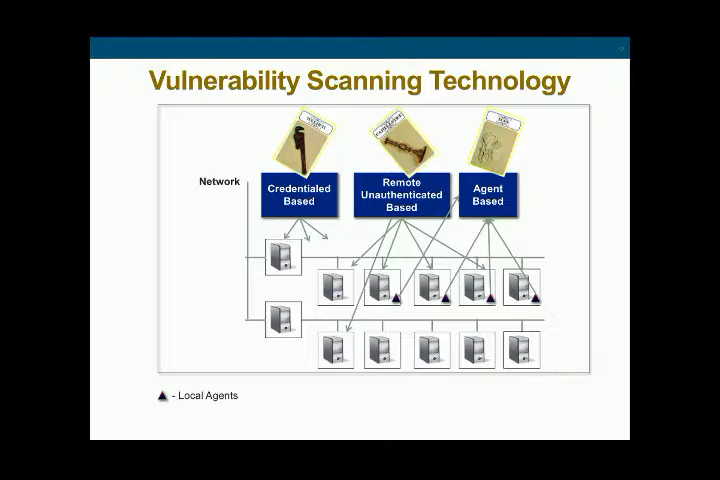 Vulnerability Scanning Technology
Network
Credentialed
Based
Remote
Unauthenticated
Based
Agent
Based
- Local Agents